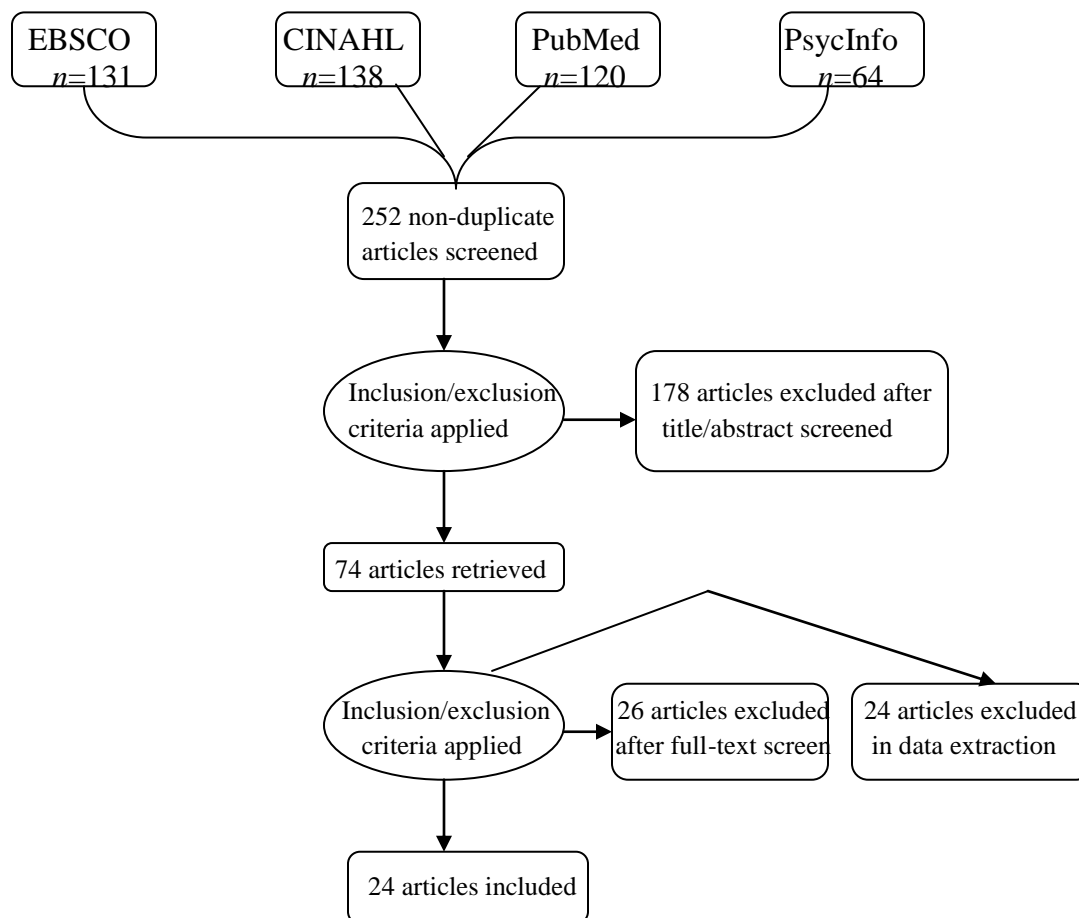 EBSCO
n=131
CINAHL
n=138
PubMed
n=120
PsycInfo
n=64
252 non-duplicate
articles screened
Inclusion/exclusion
criteria applied
178 articles excluded after
title/abstract screened
74 articles retrieved
Inclusion/exclusion
criteria applied
26 articles excluded
after full-text screen
24 articles excluded
in data extraction
24 articles included